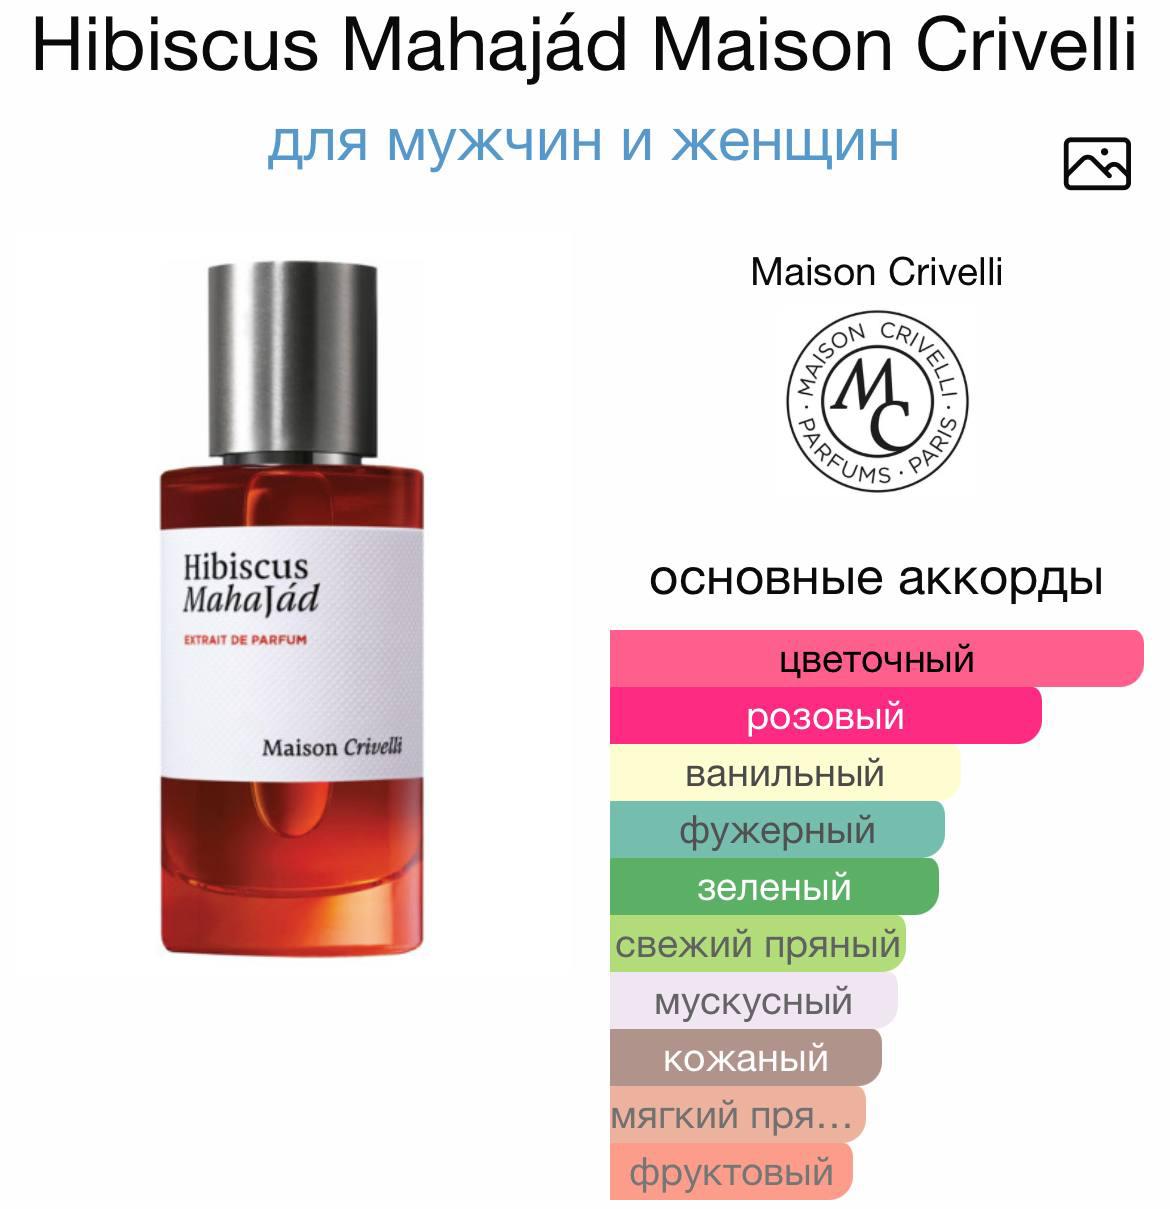 Hibiscus Mahajád Maison Crivelli
для мужчин и женщин
Hibiscus
MahaJád
EXTRAIT DE PARFUM
Maison Crivelli
Maison Crivelli
· MAISON CRIVELLI · PARFUMS · PARIS
MC
основные аккорды
цветочный
розовый
ванильный
фужерный
зеленый
свежий пряный
мускусный
кожаный
мягкий пря...
фруктовый